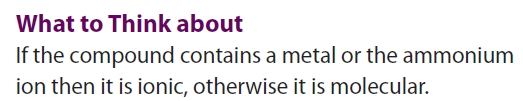 What to Think about
If the compound contains a metal or the ammonium
ion then it is ionic, otherwise it is molecular.